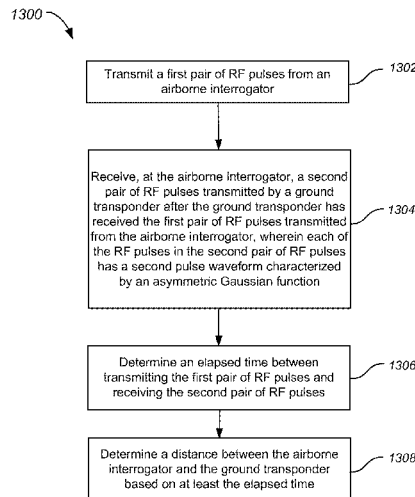 1300
Transmit a first pair of RF pulses from an
airborne interrogator
1302
Receive, at the airborne interrogator, a second
pair of RF pulses transmitted by a ground
transponder after the ground transponder has
received the first pair of RF pulses transmitted
from the airborne interrogator, wherein each of
the RF pulses in the second pair of RF pulses
has a second pulse waveform characterized
by an asymmetric Gaussian function
1304
Determine an elapsed time between
transmitting the first pair of RF pulses and
receiving the second pair of RF pulses
1306
Determine a distance between the airborne
interrogator and the ground transponder
based on at least the elapsed time
1308